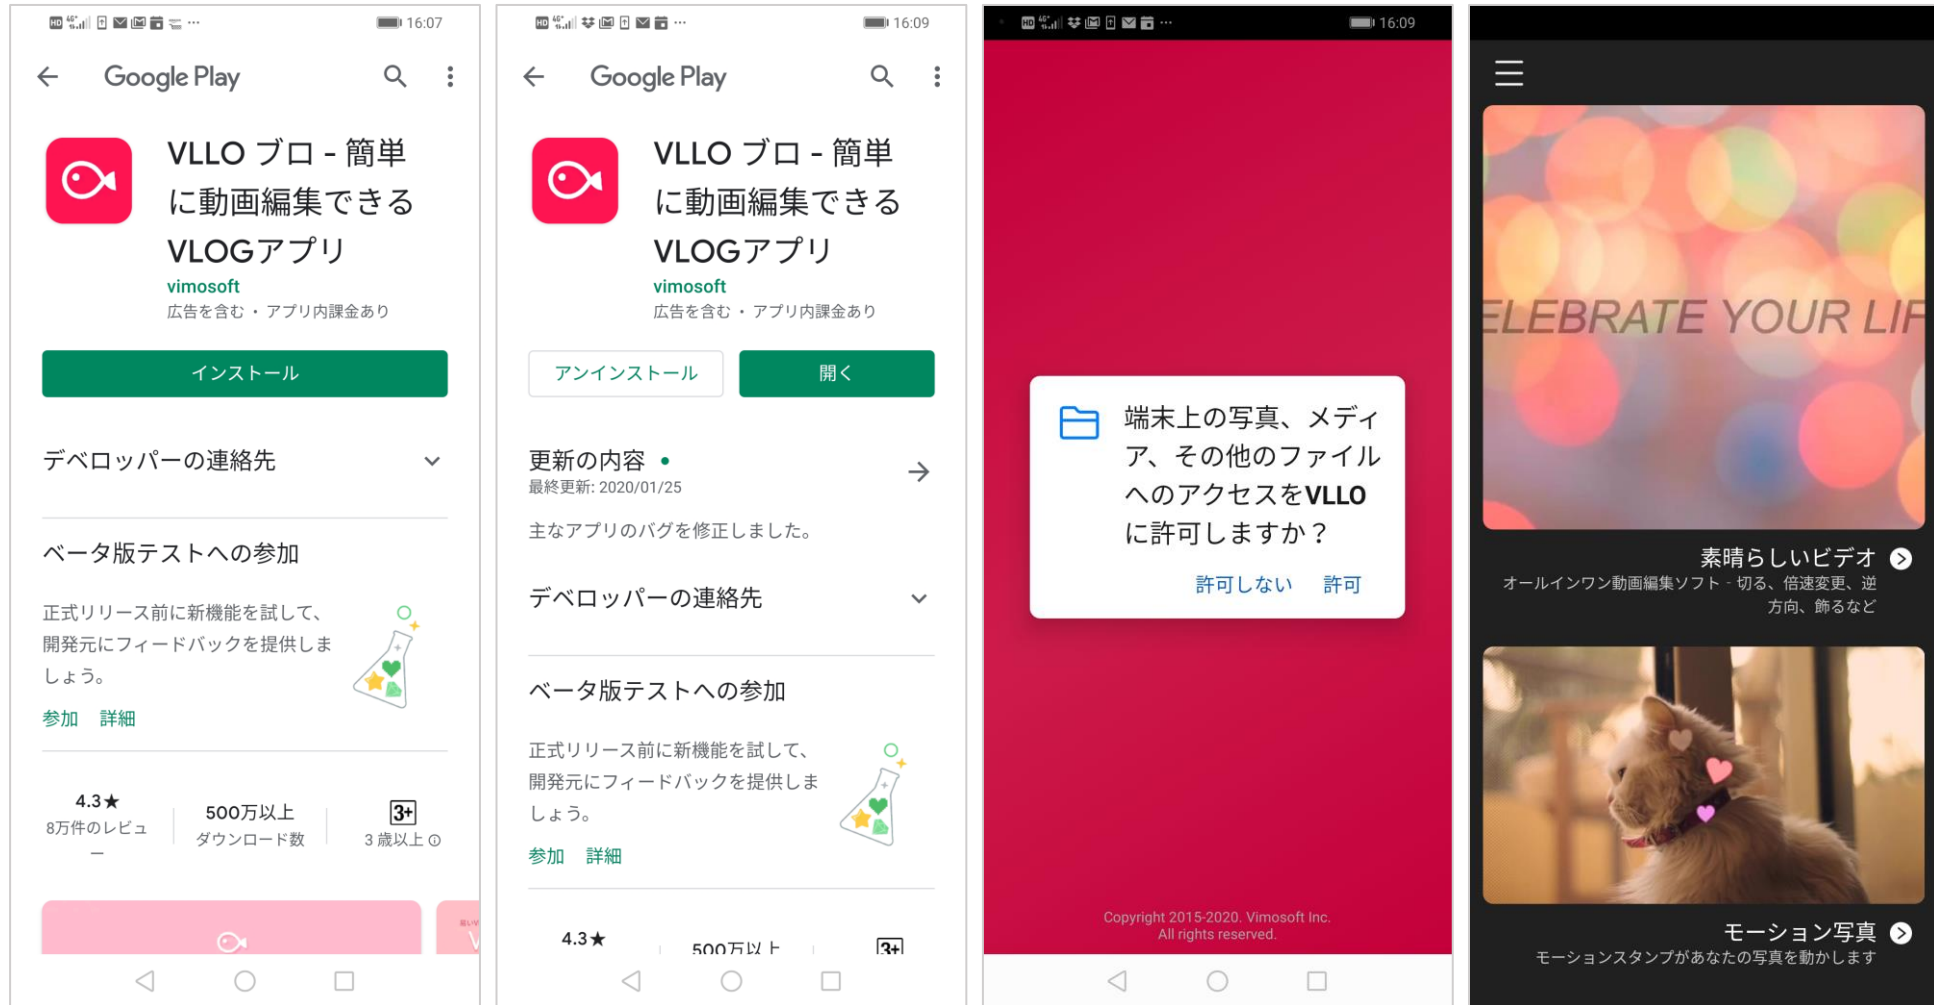 16:07
Google Play
VLLO ブロ - 簡単
に動画編集できる
VLOGアプリ
vimosoft
広告を含む・アプリ内課金あり
インストール
デベロッパーの連絡先
ベータ版テストへの参加
正式リリース前に新機能を試して、
開発元にフィードバックを提供しま
しょう。
参加 詳細
4.3★
8万件のレビュ
ー
500万以上
ダウンロード数
3+
3 歳以上
16:09
Google Play
VLLO ブロ - 簡単
に動画編集できる
VLOGアプリ
vimosoft
広告を含む・アプリ内課金あり
アンインストール
開く
更新の内容
最終更新: 2020/01/25
主なアプリのバグを修正しました。
デベロッパーの連絡先
ベータ版テストへの参加
正式リリース前に新機能を試して、
開発元にフィードバックを提供しま
しょう。
参加 詳細
4.3★
500万以上
3+
16:09
端末上の写真、メディ
ア、その他のファイル
へのアクセスをVLLO
に許可しますか？
許可しない 許可
Copyright 2015-2020. Vimosoft Inc.
All rights reserved.
ELEBRATE YOUR LIF
素晴らしいビデオ
オールインワン動画編集ソフト - 切る、倍速変更、逆
方向、飾るなど
モーション写真
モーションスタンプがあなたの写真を動かします